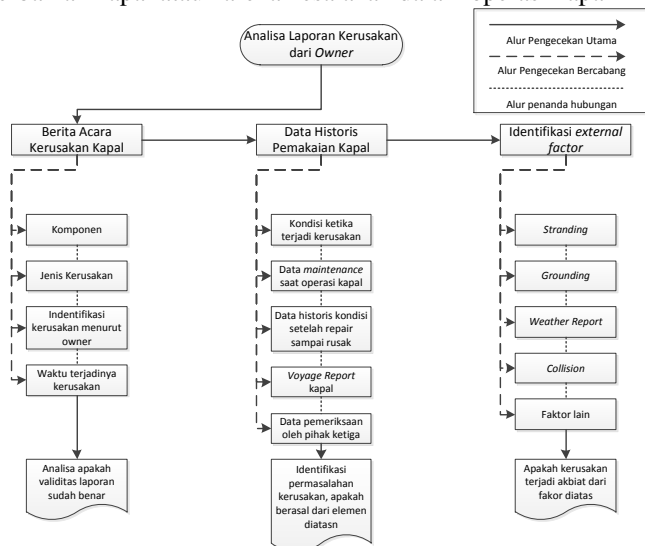 Analisa Laporan Kerusakan
dari Owner
Alur Pengecekan Utama
Alur Pengecekan Bercabang
Alur penanda hubungan
Berita Acara
Kerusakan Kapal
Data Historis
Pemakaian Kapal
Identifikasi external
factor
Komponen
Jenis Kerusakan
Indentifikasi
kerusakan menurut
owner
Waktu terjadinya
kerusakan
Analisa apakah
validitas laporan
sudah benar
Kondisi ketika
terjadi kerusakan
Data maintenance
saat operasi kapal
Data historis kondisi
setelah repair
sampai rusak
Voyage Report
kapal
Data pemeriksaan
oleh pihak ketiga
Identifikasi
permasalahan
kerusakan, apakah
berasal dari elemen
diatasn
Stranding
Grounding
Weather Report
Collision
Faktor lain
Apakah kerusakan
terjadi akbiat dari
fakor diatas